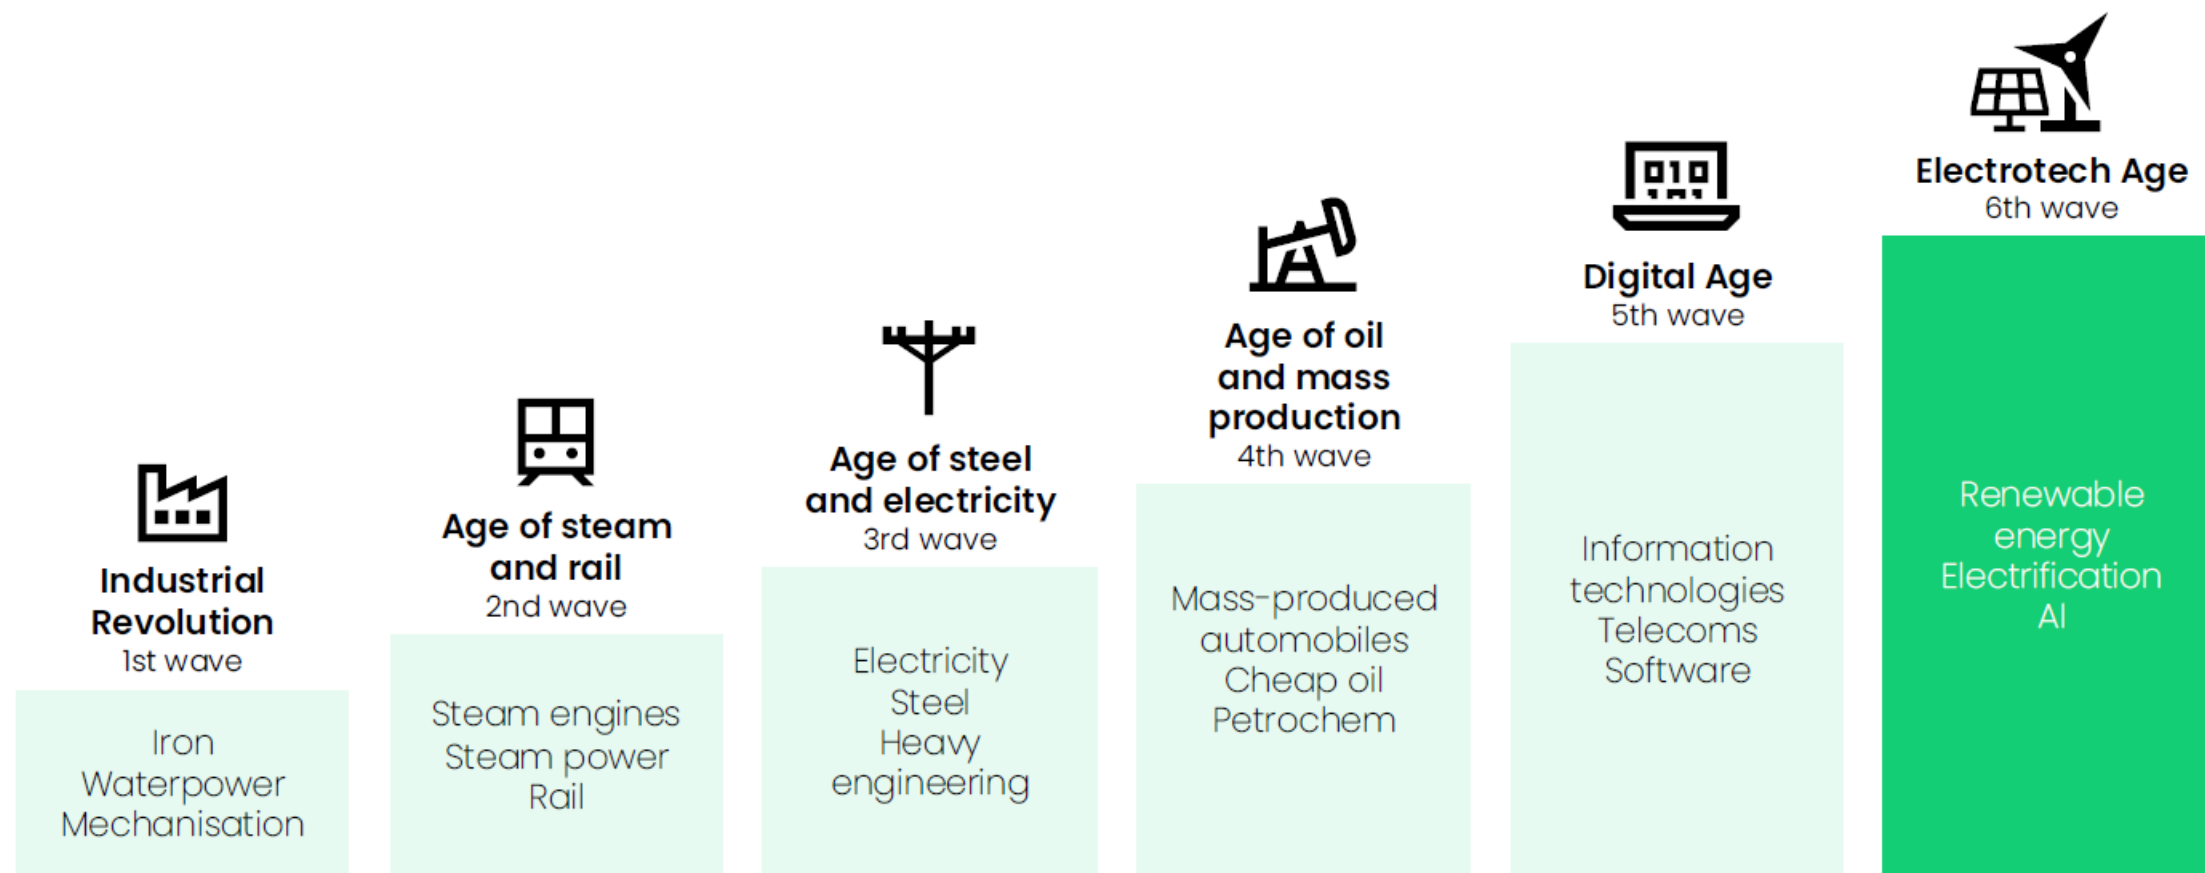 Industrial
Revolution
1st wave
Iron
Waterpower
Mechanisation
Age of steam
and rail
2nd wave
Steam engines
Steam power
Rail
Age of steel
and electricity
3rd wave
Electricity
Steel
Heavy
engineering
Age of oil
and mass
production
4th wave
Mass-produced
automobiles
Cheap oil
Petrochem
010
Digital Age
5th wave
Information
technologies
Telecoms
Software
Electrotech Age
6th wave
Renewable
energy
Electrification
AI